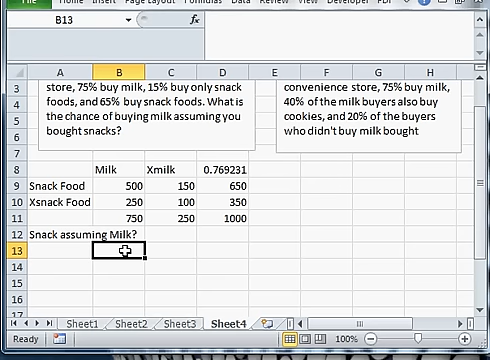 File Home Insert Page Layout Formulas Data Review View Developer
B13 fx
A B C D E F G H
3 store, 75% buy milk, 15% buy only snack convenience store, 75% buy milk,
4 foods, and 65% buy snack foods. What is 40% of the milk buyers also buy
5 the chance of buying milk assuming you cookies, and 20% of the buyers
6 bought snacks? who didn't buy milk bought
7
8 Milk Xmilk 0.769231
9 Snack Food 500 150 650
10 Xsnack Food 250 100 350
11 750 250 1000
12 Snack assuming Milk?
13
14
15
16
17
Sheet1 Sheet2 Sheet3 Sheet4
Ready 100%